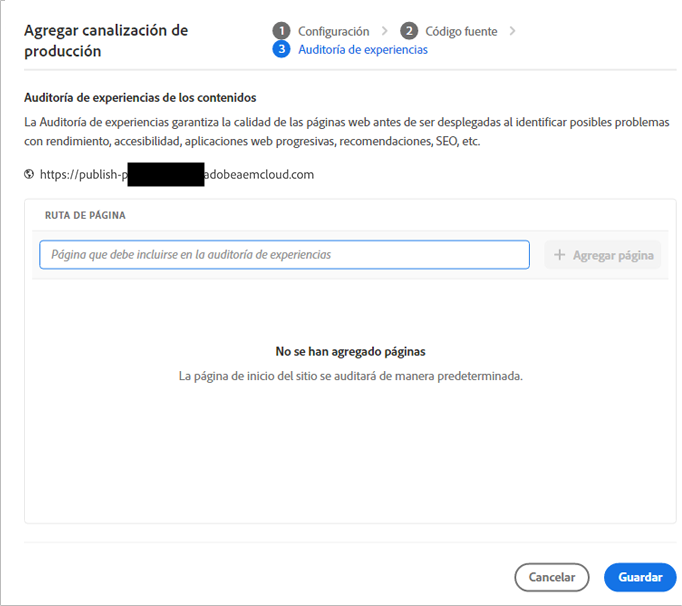 Agregar canalización de
producción
1 Configuración > 2 Código fuente >
3 Auditoría de experiencias
Auditoría de experiencias de los contenidos
La Auditoría de experiencias garantiza la calidad de las páginas web antes de ser desplegadas al identificar posibles problemas
con rendimiento, accesibilidad, aplicaciones web progresivas, recomendaciones, SEO, etc.
https://publish-p adobeaemcloud.com
RUTA DE PÁGINA
Página que debe incluirse en la auditoría de experiencias
+ Agregar página
No se han agregado páginas
La página de inicio del sitio se auditará de manera predeterminada.
Cancelar Guardar